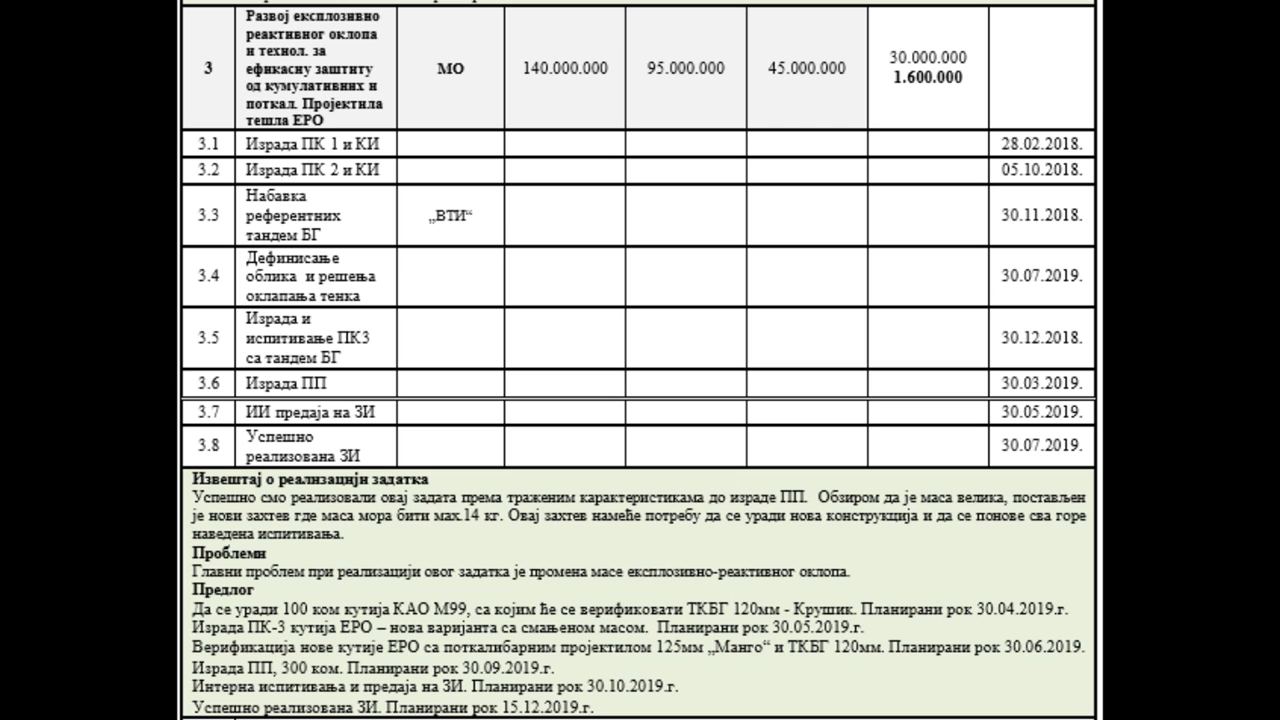 Развој експлозивно
реактивног оклопа
и технол. за
ефикасну заштиту
од кумулативних и
поткал. Пројектила
тешла ЕРО
3
МО
140.000.000
95.000.000
45.000.000
30.000.000
1.600.000
3.1 Израда ПК 1 и КИ 28.02.2018.
3.2 Израда ПК 2 и КИ 05.10.2018.
3.3 Набавка
референтних
тандем БГ
„ВТИ“
30.11.2018.
3.4 Дефинисање
облика и решења
оклапања тенка
30.07.2019.
3.5 Израда и
испитивање ПК3
са тандем БГ
30.12.2018.
3.6 Израда ПП 30.03.2019.
3.7 ИИ предаја на ЗИ 30.05.2019.
3.8 Успешно
реализована ЗИ
30.07.2019.
Извештај о реализацијн задатка
Успешно смо реализовали овај задата према траженим карактеристикама до израде ПП. Обзиром да је маса велика, постављен
је нови захтев где маса мора бити мах.14 кг. Овај захтев намеће потребу да се уради нова конструкција и да се понове сва горе
наведена испитивања.
Проблеми
Главни проблем при реализацији овог задатка је промена масе експлозивно-реактивног оклопа.
Предлог
Да се уради 100 ком кутија КАО М99, са којим ће се верификовати ТКБГ 120мм - Крушик. Планирани рок 30.04.2019.г.
Израда ПК-3 кутија ЕРО – нова варијанта са смањеном масом. Планирани рок 30.05.2019.г.
Верификација нове кутије ЕРО са поткалибарним пројектилом 125мм „Манго“ и ТКБГ 120мм. Планирани рок 30.06.2019.
Израда ПП, 300 ком. Планирани рок 30.09.2019.г.
Интерна испитивања и предаја на ЗИ. Планирани рок 30.10.2019.г.
Успешно реализована ЗИ. Планирани рок 15.12.2019.г.